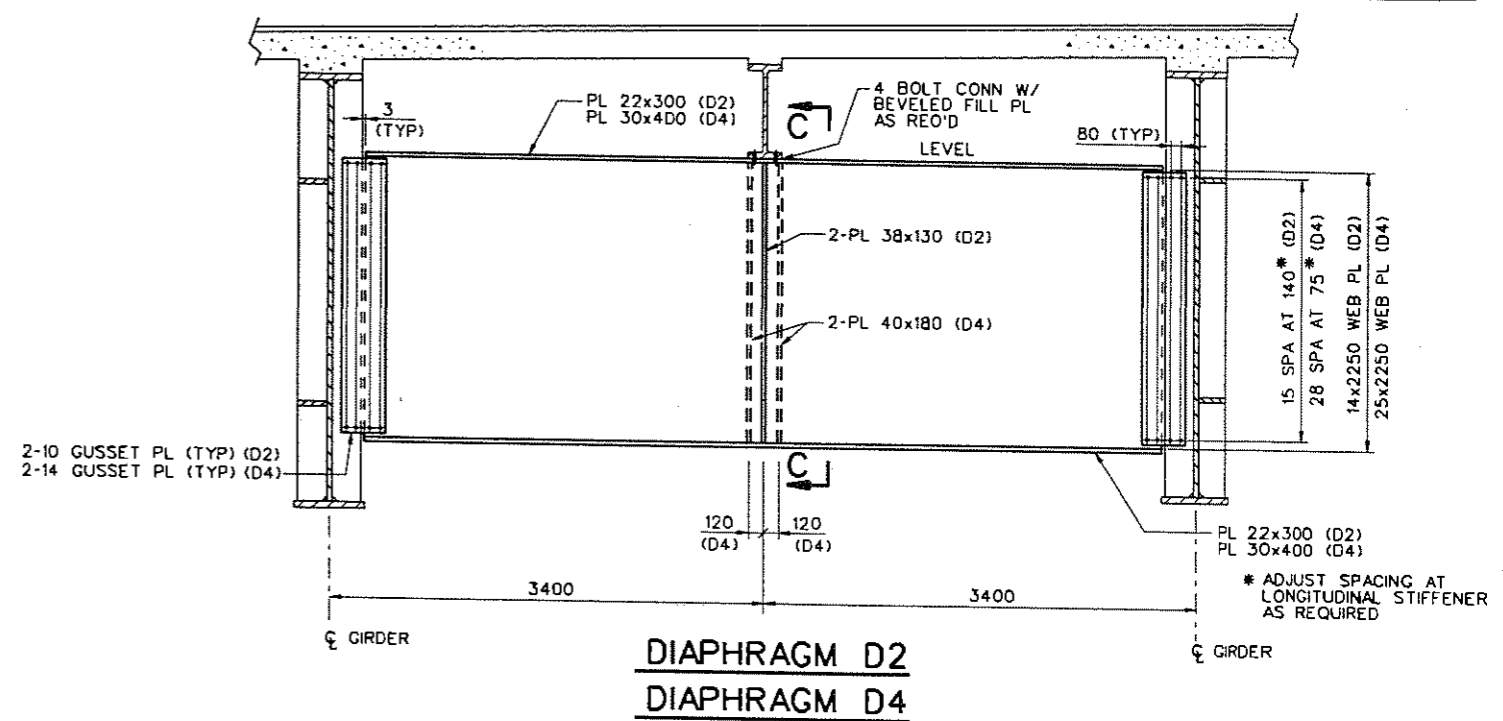 PL 22x300 (D2)
PL 30x4D0 (D4)
3
(TYP)
4 BOLT CONN W/
BEVELED FILL PL
AS REO'D
C
80 (TYP)
LEVEL
2-PL 38x130 (D2)
2-PL 40x180 (D4)
15 SPA AT 140* (D2)
28 SPA AT 75* (D4)
14x2250 WEB PL (D2)
25x2250 WEB PL (D4)
2-10 GUSSET PL (TYP) (D2)
2-14 GUSSET PL (TYP) (D4)
C
120
(D4)
120
(D4)
PL 22x300 (D2)
PL 30x400 (D4)
* ADJUST SPACING AT
LONGITUDINAL STIFFENER
AS REQUIRED
3400
3400
℄ GIRDER
℄ GIRDER
DIAPHRAGM D2
DIAPHRAGM D4